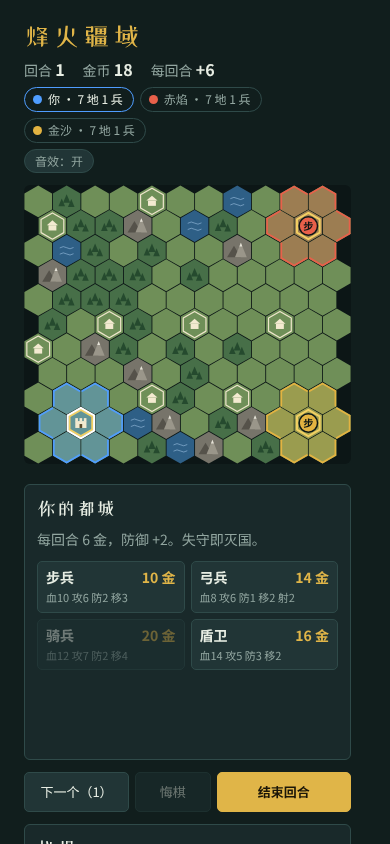 烽火疆域
回合 1 金币 18 每回合 +6
你 · 7 地 1 兵 赤焰 · 7 地 1 兵
金沙 · 7 地 1 兵
音效：开
步
步
你的都城
每回合 6 金，防御 +2。失守即灭国。
步兵 10 金 弓兵 14 金
血10 攻6 防2 移3 血8 攻6 防1 移2 射2
骑兵 20 金 盾卫 16 金
血12 攻7 防2 移4 血14 攻5 防3 移2
下一个（1） 悔棋 结束回合